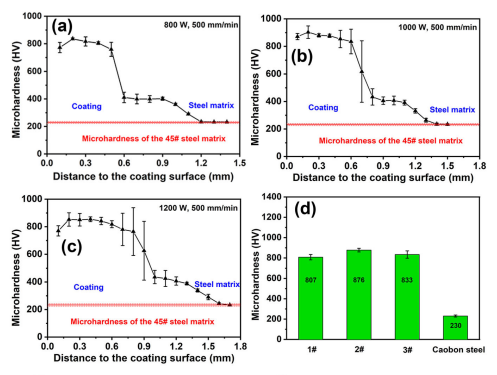 (a)
800 W, 500 mm/min
Microhardness (HV)
1000
800
600
400
200
0
Coating
Steel matrix
Microhardness of the 45# steel matrix
0.0 0.3 0.6 0.9 1.2 1.5
Distance to the coating surface (mm)
(b)
1000 W, 500 mm/min
Microhardness (HV)
1000
800
600
400
200
0
Coating
Steel matrix
Microhardness of the 45# steel matrix
0.0 0.3 0.6 0.9 1.2 1.5 1.8
Distance to the coating surface (mm)
(c)
1200 W, 500 mm/min
Microhardness (HV)
1000
800
600
400
200
0
Coating
Steel matrix
Microhardness of the 45# steel matrix
0.0 0.3 0.6 0.9 1.2 1.5 1.8
Distance to the coating surface (mm)
(d)
Microhardness (HV)
1400
1200
1000
800
600
400
200
0
807
876
833
230
1# 2# 3# Caobon steel